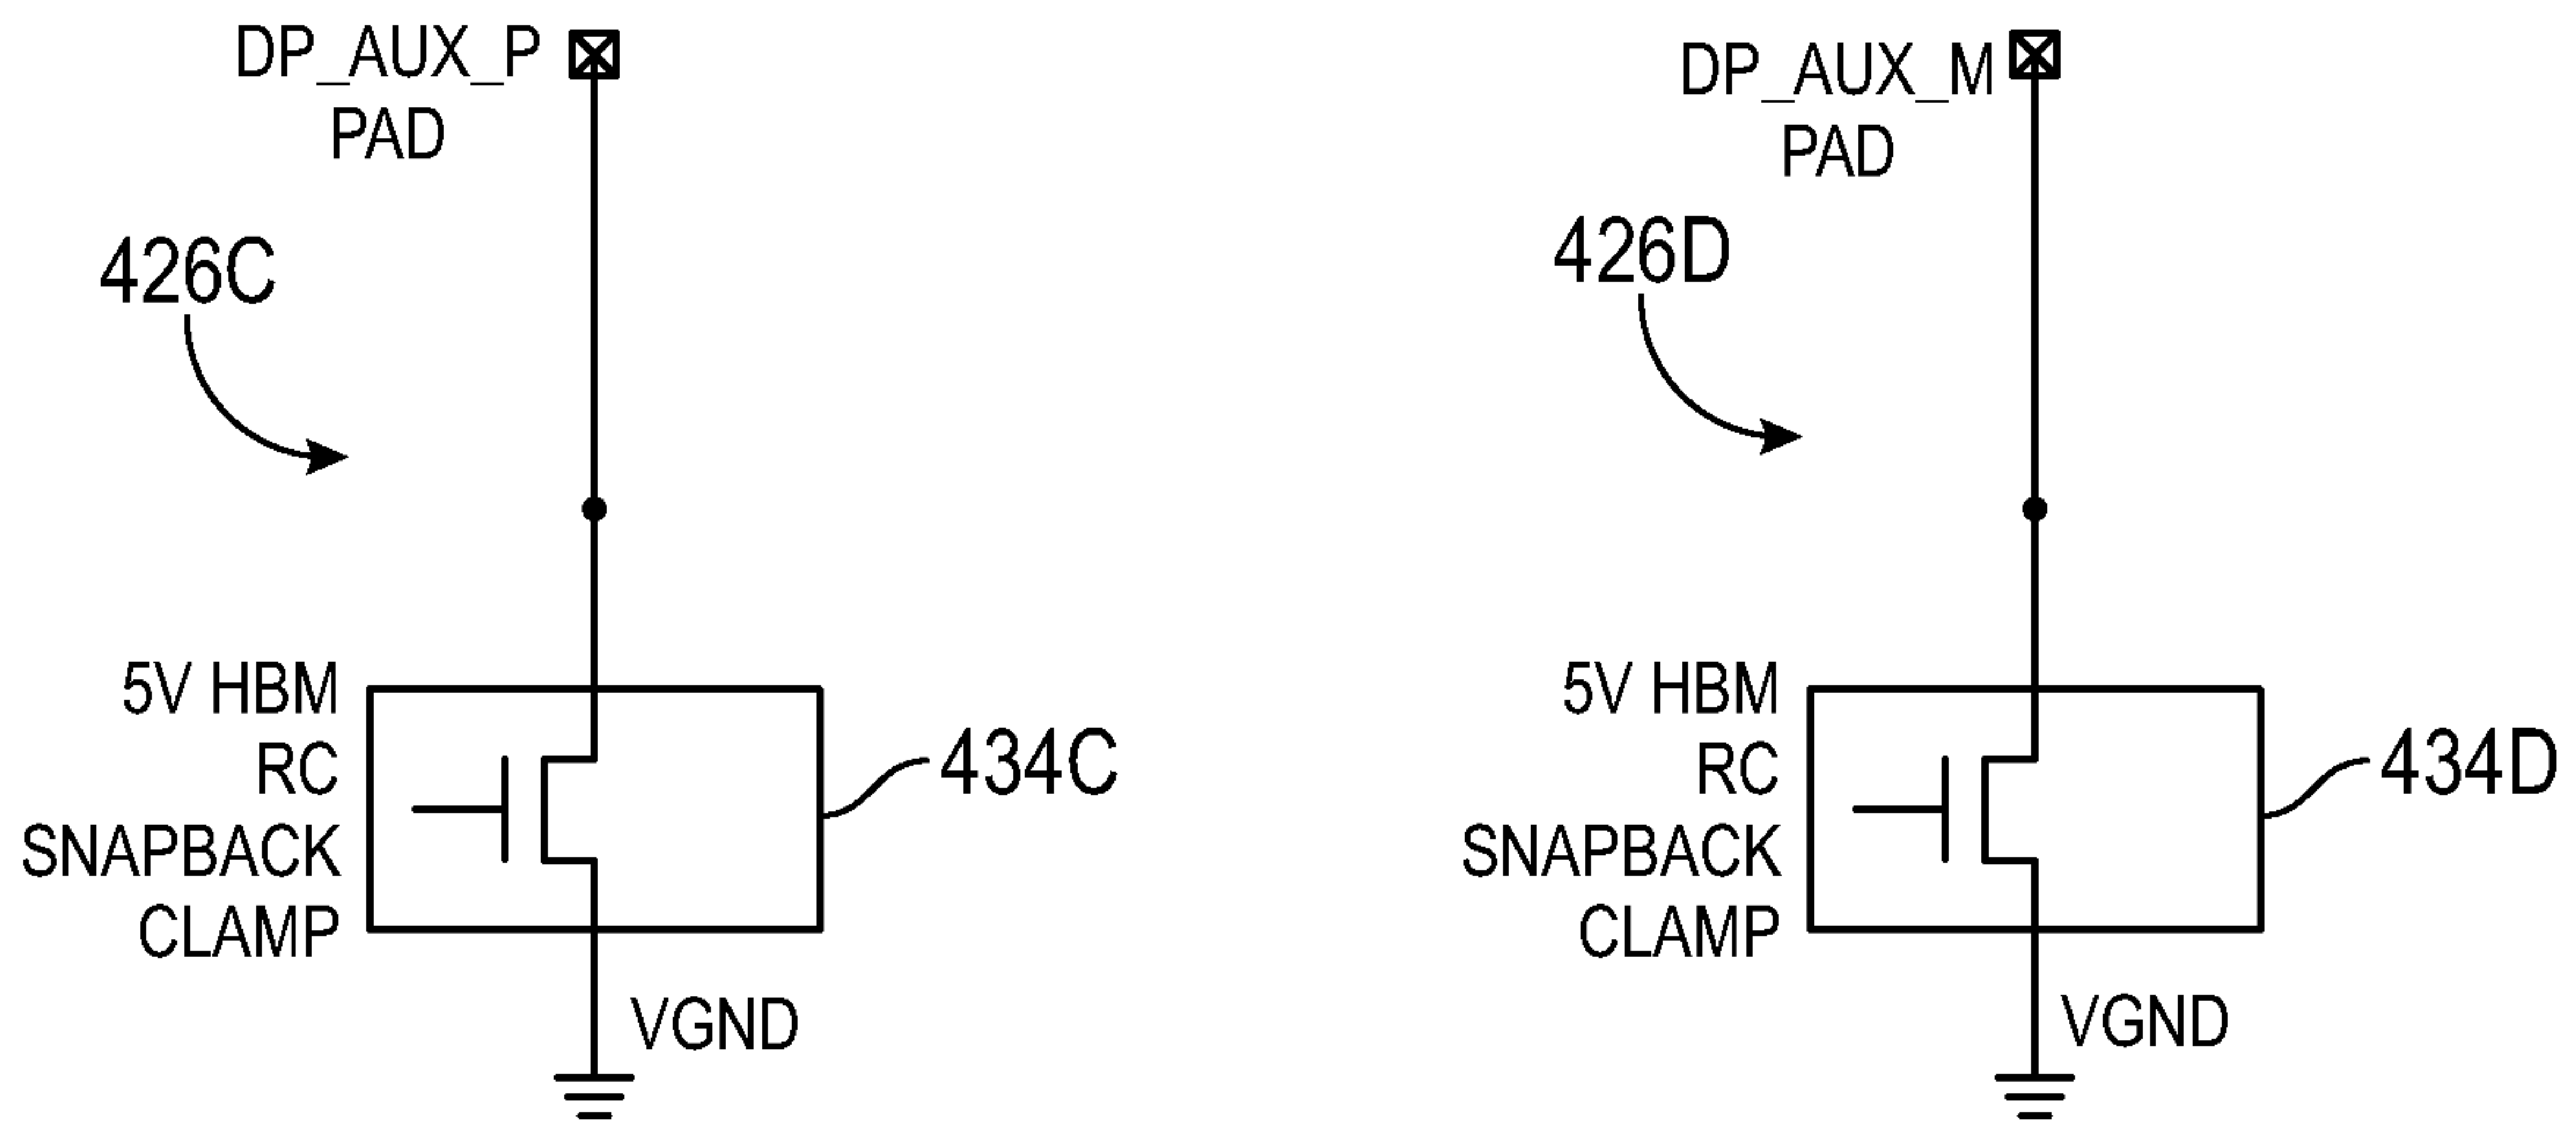 DP_AUX_P
PAD
426C
5V HBM
RC
SNAPBACK
CLAMP
434C
VGND
DP_AUX_M
PAD
426D
5V HBM
RC
SNAPBACK
CLAMP
434D
VGND